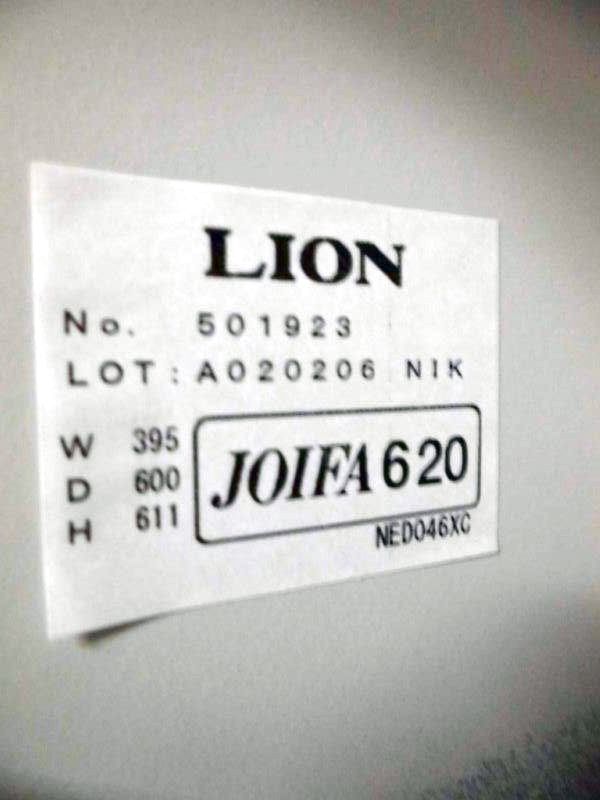 LION
No. 501923
LOT: A020206 NIK
W 395
D 600
H 611
JOIFA 620
NED046XC